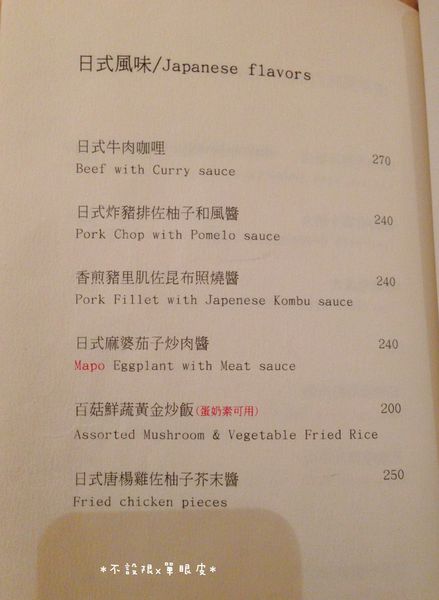 日式風味/Japanese flavors
日式牛肉咖哩 270
Beef with Curry sauce
日式炸豬排佐柚子和風醬 240
Pork Chop with Pomelo sauce
香煎豬里肌佐昆布照燒醬 240
Pork Fillet with Japenese Kombu sauce
日式麻婆茄子炒肉醬 240
Mapo Eggplant with Meat sauce
百菇鮮蔬黃金炒飯(蛋奶素可用) 200
Assorted Mushroom & Vegetable Fried Rice
日式唐楊雞佐柚子芥末醬 250
Fried chicken pieces
*不設限x單眼皮*